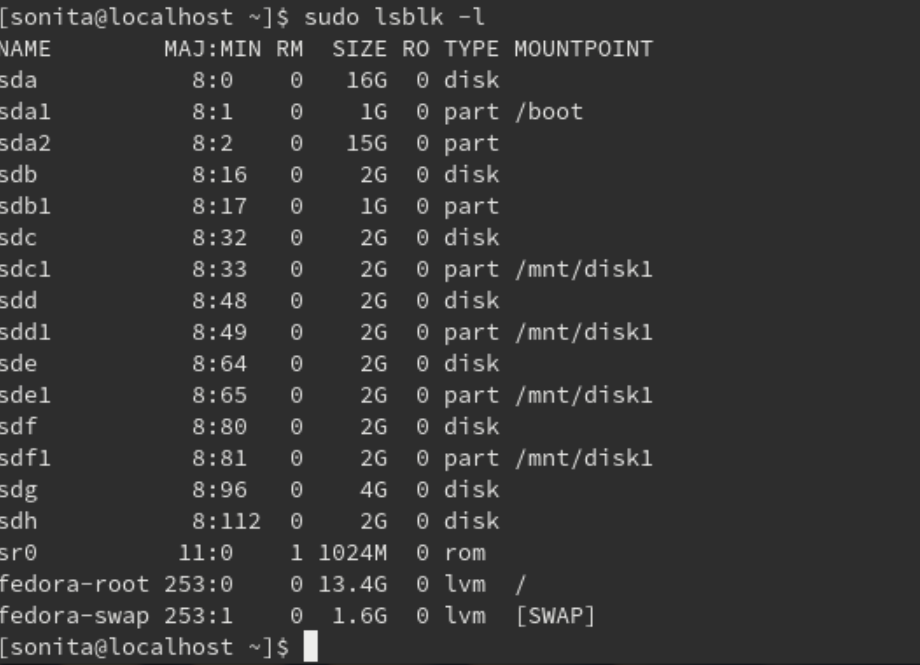 [sonita@localhost ~]$ sudo lsblk -l
NAME        MAJ:MIN RM  SIZE RO TYPE MOUNTPOINT
sda           8:0    0   16G  0 disk
sda1          8:1    0    1G  0 part /boot
sda2          8:2    0   15G  0 part
sdb           8:16   0    2G  0 disk
sdb1          8:17   0    1G  0 part
sdc           8:32   0    2G  0 disk
sdc1          8:33   0    2G  0 part /mnt/disk1
sdd           8:48   0    2G  0 disk
sdd1          8:49   0    2G  0 part /mnt/disk1
sde           8:64   0    2G  0 disk
sde1          8:65   0    2G  0 part /mnt/disk1
sdf           8:80   0    2G  0 disk
sdf1          8:81   0    2G  0 part /mnt/disk1
sdg           8:96   0    4G  0 disk
sdh           8:112  0    2G  0 disk
sr0          11:0    1 1024M  0 rom
fedora-root 253:0    0 13.4G  0 lvm  /
fedora-swap 253:1    0  1.6G  0 lvm  [SWAP]
[sonita@localhost ~]$